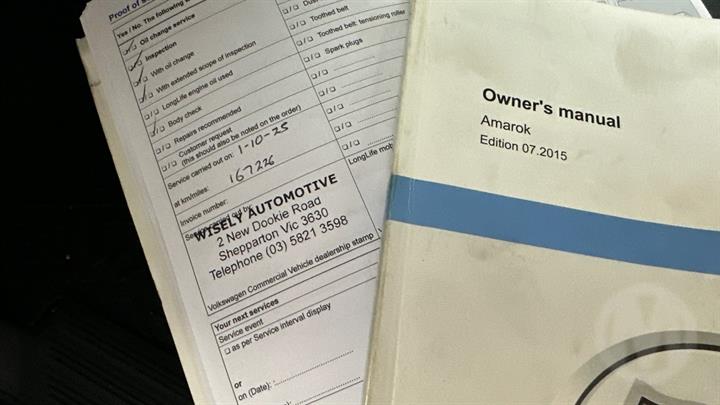 Proof of
Yes / No. The following
Oil change service
Inspection
With oil change
With extended scope of inspection
LongLife engine oil used
Body check
Repairs recommended
Customer request
(this should also be noted on the order)
Service carried out on: 1-10-25
at km/miles: 167226
Invoice number:
Service carried out by:
WISELY AUTOMOTIVE
2 New Dookie Road
Shepparton Vic 3630
Telephone (03) 5821 3598
Volkswagen Commercial Vehicle dealership stamp
Your next services
Service event
as per Service interval display
or
on (Date):
Toothed belt
Toothed belt: tensioning roller
Spark plugs
LongLife mob
Owner's manual
Amarok
Edition 07.2015